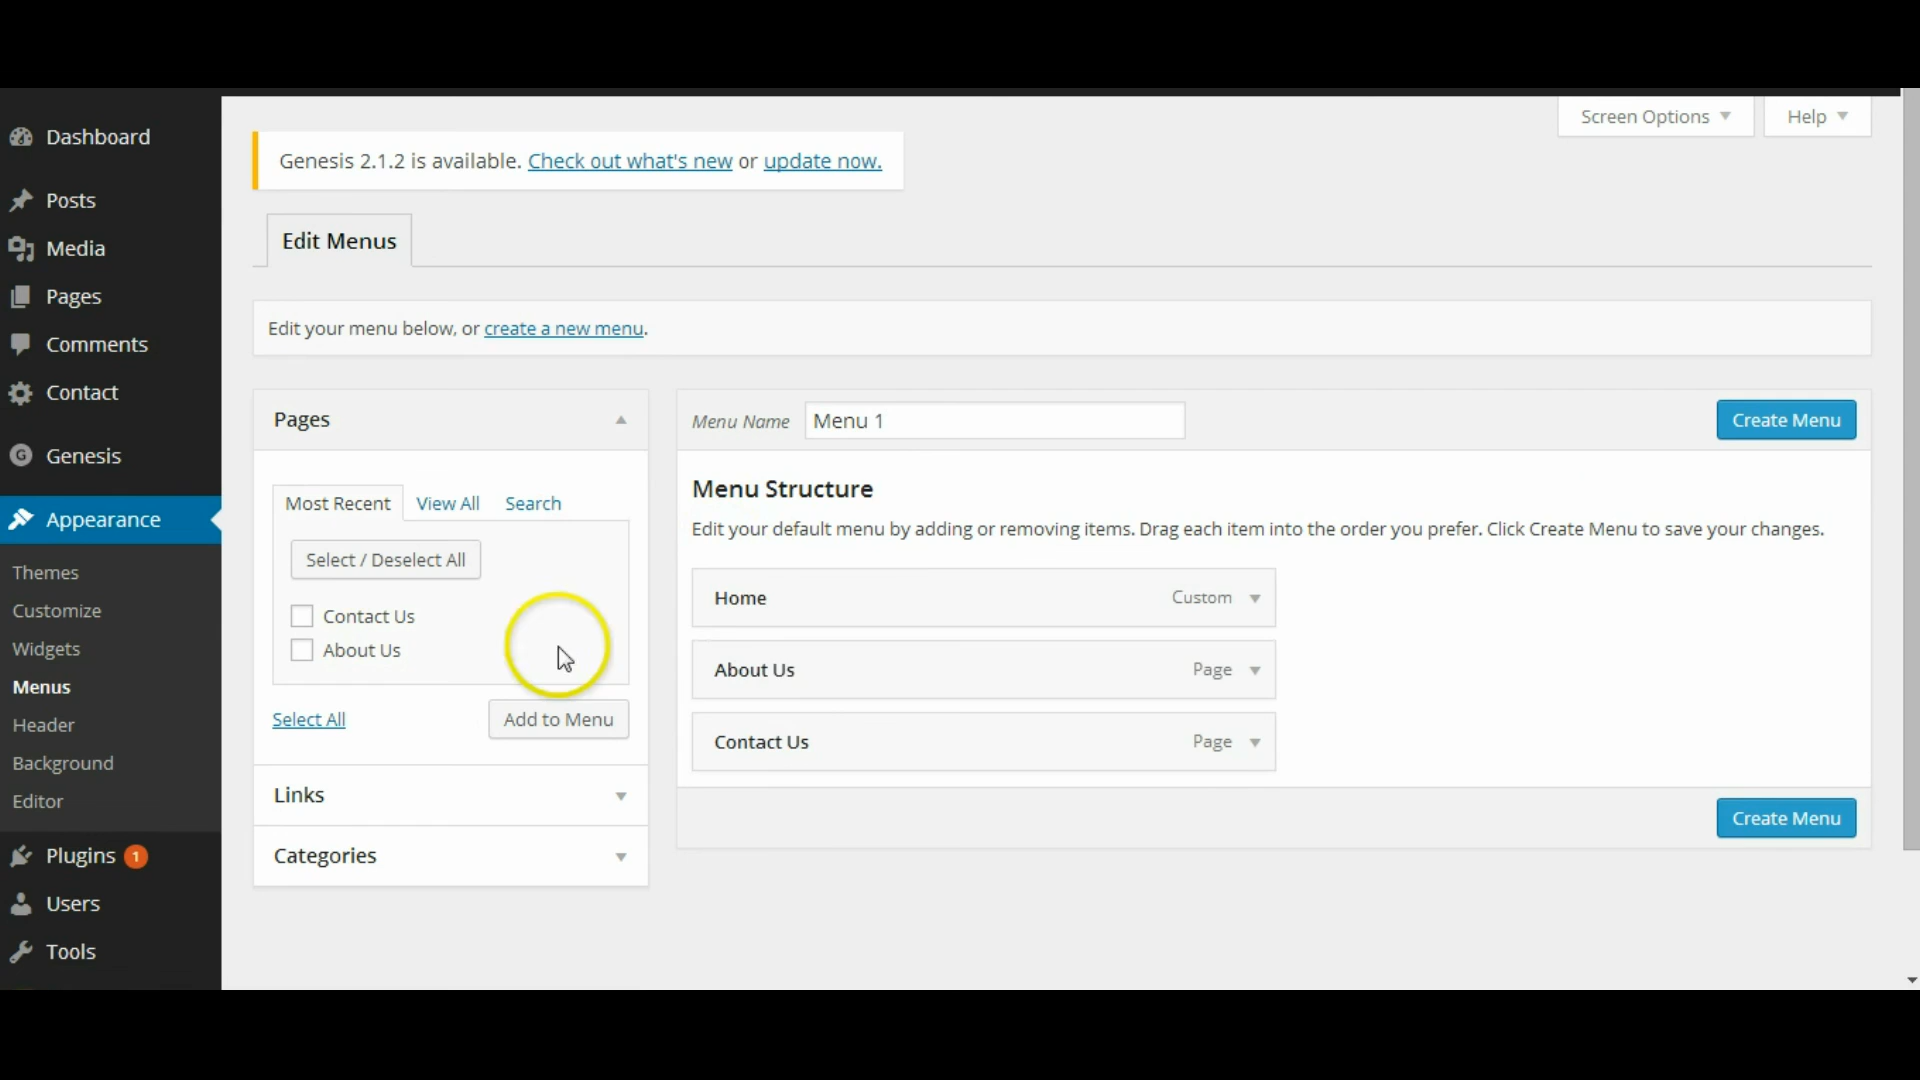 Screen Options
Help
Dashboard
Posts
Media
Pages
Comments
Contact
Genesis
Appearance
Themes
Customize
Widgets
Menus
Header
Background
Editor
Plugins 1
Users
Tools
Genesis 2.1.2 is available. Check out what's new or update now.
Edit Menus
Edit your menu below, or create a new menu.
Pages
Most Recent View All Search
Select / Deselect All
Contact Us
About Us
Select All Add to Menu
Links
Categories
Menu Name Menu 1 Create Menu
Menu Structure
Edit your default menu by adding or removing items. Drag each item into the order you prefer. Click Create Menu to save your changes.
Home Custom
About Us Page
Contact Us Page
Create Menu